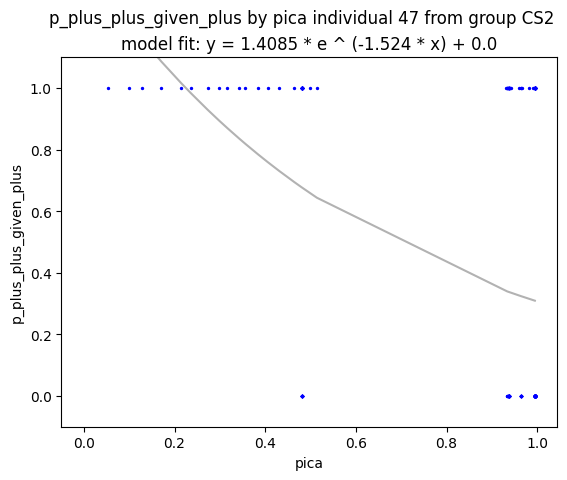 p_plus_plus_given_plus by pica individual 47 from group CS2
model fit: y = 1.4085 * e ^ (-1.524 * x) + 0.0
1.0
0.8
0.6
0.4
0.2
0.0
p_plus_plus_given_plus
0.0 0.2 0.4 0.6 0.8 1.0
pica